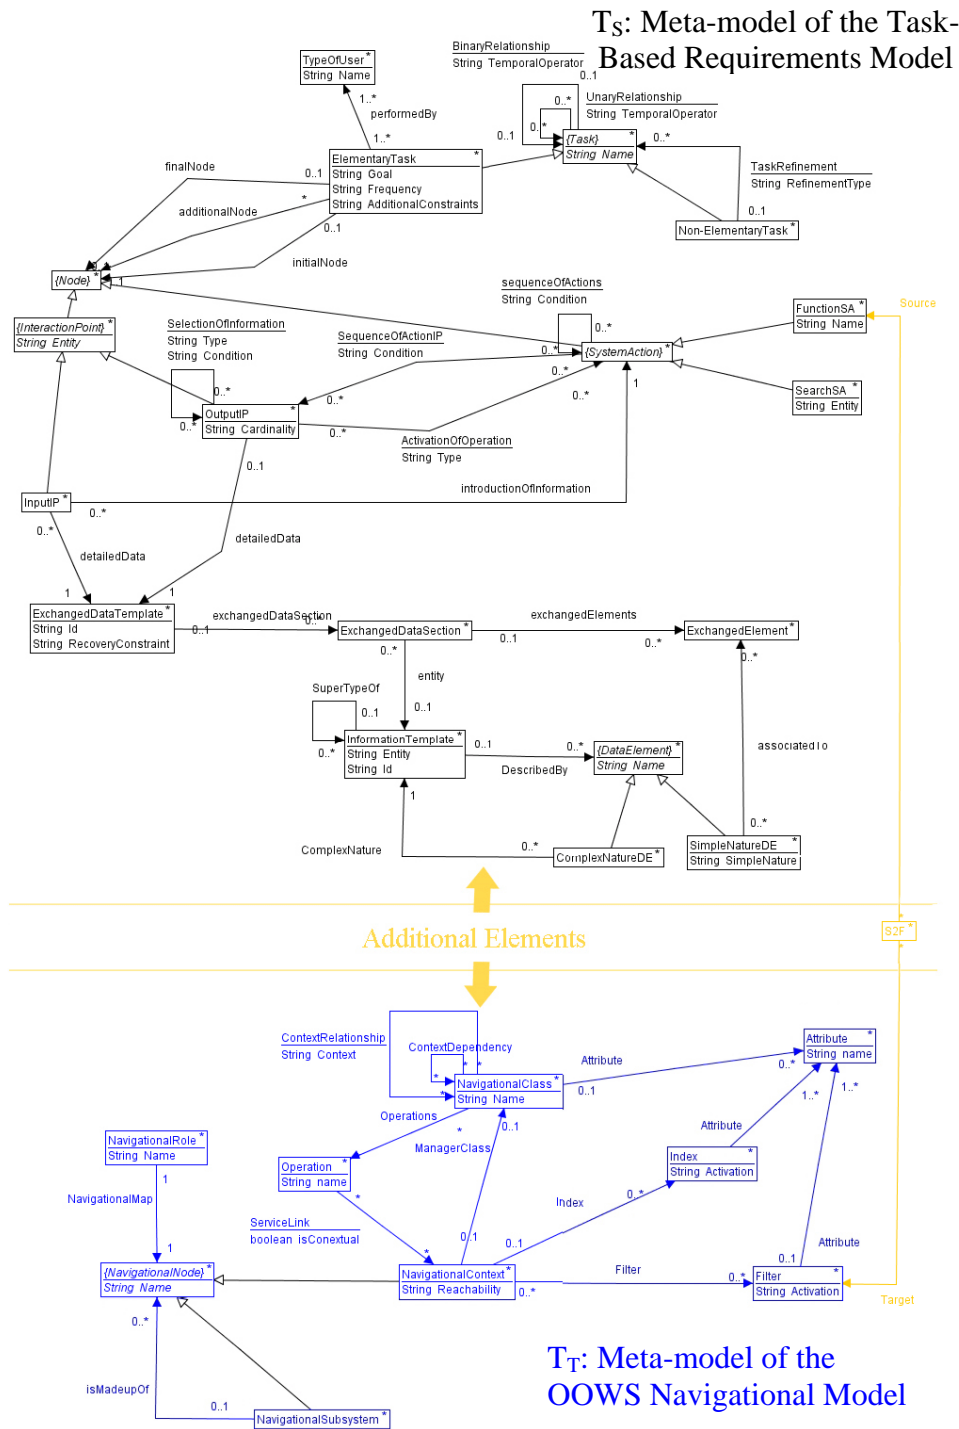 T_S: Meta-model of the Task-
Based Requirements Model
BinaryRelationship
String TemporalOperator
0..1
TypeOfUser *
String Name
1..*
performedBy
1..*
UnaryRelationship
String TemporalOperator
0..*
0..*
0..1
{Task} *
String Name
0..*
TaskRefinement
String RefinementType
0..1
Non-ElementaryTask *
ElementaryTask *
String Goal
String Frequency
String AdditionalConstraints
finalNode
0..1
additionalNode
*
0..1
initialNode
{Node} *
1
sequenceOfActions
String Condition
0..*
0..*
{SystemAction} *
FunctionSA *
String Name
Source
SearchSA *
String Entity
{InteractionPoint} *
String Entity
SelectionOfInformation
String Type
String Condition
SequenceOfActionIP
String Condition
0..*
0..*
OutputIP *
String Cardinality
0..*
0..*
0..*
0..*
1
ActivationOfOperation
String Type
0..1
InputIP *
0..*
0..*
introductionOfInformation
detailedData
detailedData
1
1
ExchangedDataTemplate *
String Id
String RecoveryConstraint
exchangedDataSection
0..1
0..*
ExchangedDataSection *
exchangedElements
0..1
0..*
ExchangedElement *
0..*
0..*
entity
0..1
SuperTypeOf
0..1
0..*
InformationTemplate *
String Entity
String Id
0..1
0..*
DescribedBy
{DataElement} *
String Name
associatedTo
1
0..*
ComplexNature
0..*
ComplexNatureDE *
SimpleNatureDE *
String SimpleNature
Additional Elements
*
S2F *
*
ContextRelationship
String Context
ContextDependency
*
*
*
*
NavigationalClass *
String Name
Attribute
0..1
0..*
Attribute *
String name
1..*
1..*
Operations
*
ManagerClass
0..1
Attribute
NavigationalRole *
String Name
1
NavigationalMap
1
Operation *
String name
*
ServiceLink
boolean isConextual
*
0..1
0..1
Index
0..*
Index *
String Activation
{NavigationalNode} *
String Name
NavigationalContext *
String Reachability
0..*
Filter
0..*
0..1
Attribute
Filter *
String Activation
Target
0..*
isMadeupOf
0..1
NavigationalSubsystem *
T_T: Meta-model of the
OOWS Navigational Model